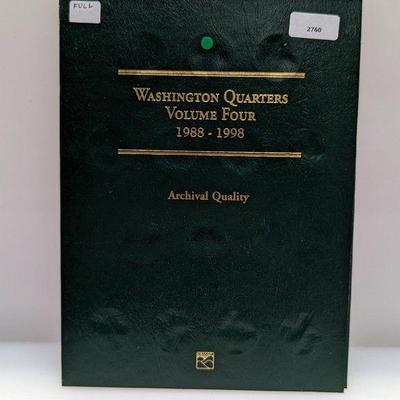 FULL
2760
WASHINGTON QUARTERS
VOLUME FOUR
1988 - 1998
Archival Quality